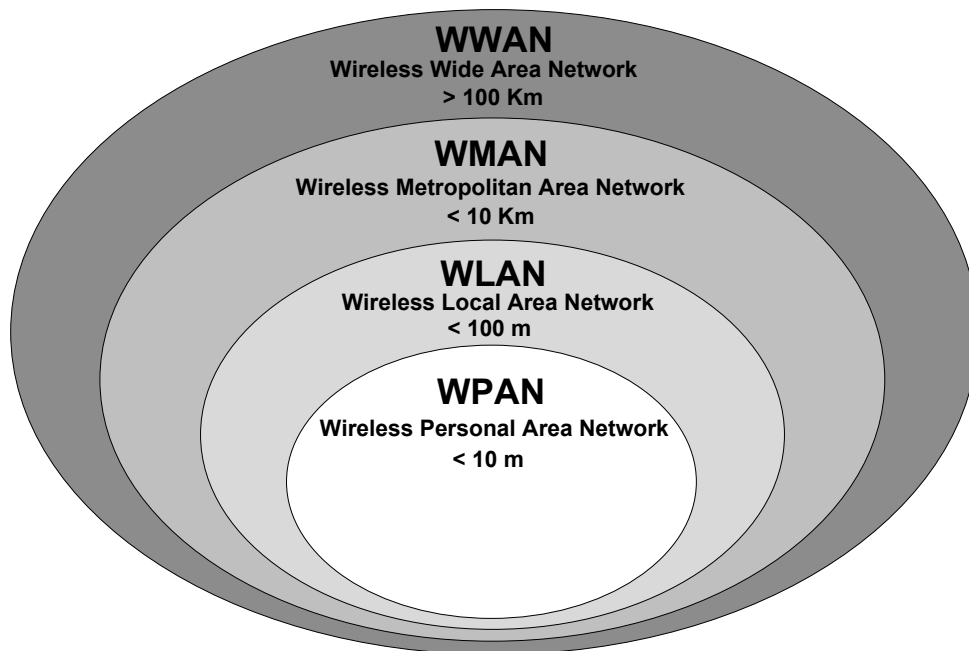 WWAN
Wireless Wide Area Network
> 100 Km
WMAN
Wireless Metropolitan Area Network
< 10 Km
WLAN
Wireless Local Area Network
< 100 m
WPAN
Wireless Personal Area Network
< 10 m